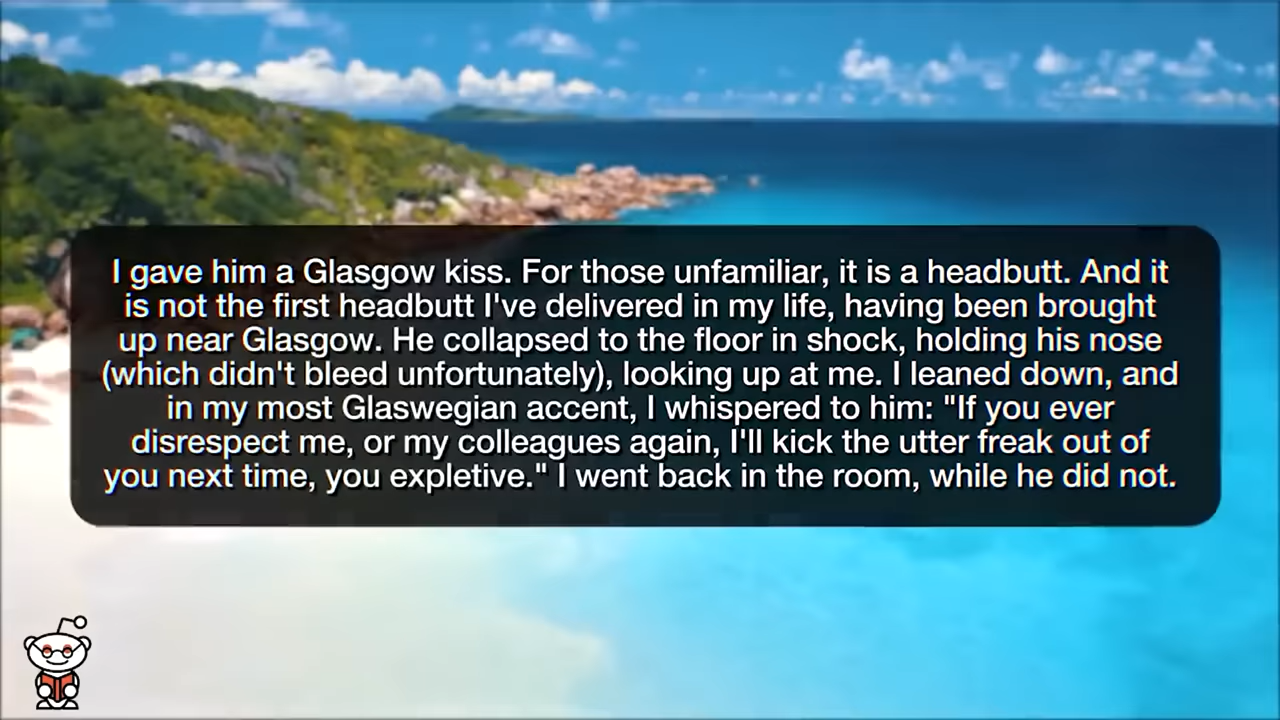 I gave him a Glasgow kiss. For those unfamiliar, it is a headbutt. And it
is not the first headbutt I've delivered in my life, having been brought
up near Glasgow. He collapsed to the floor in shock, holding his nose
(which didn't bleed unfortunately), looking up at me. I leaned down, and
in my most Glaswegian accent, I whispered to him: "If you ever
disrespect me, or my colleagues again, I'll kick the utter freak out of
you next time, you expletive." I went back in the room, while he did not.